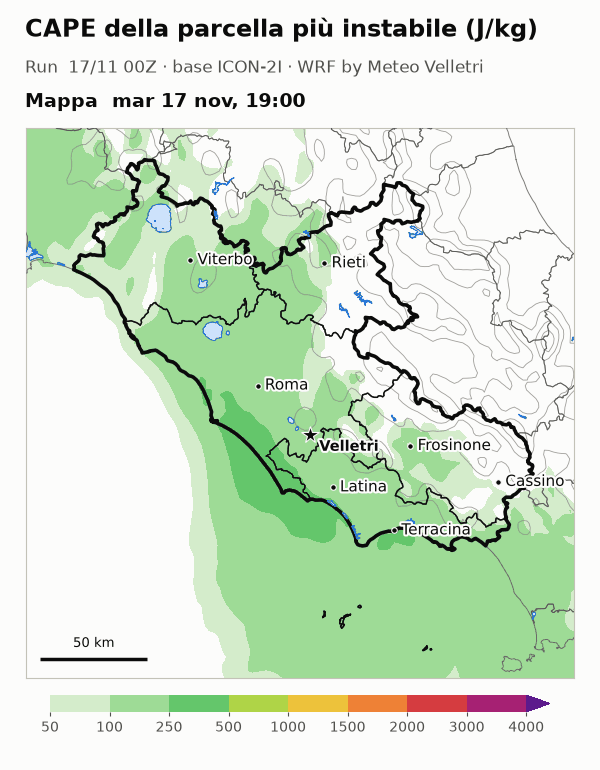 CAPE della parcella più instabile (J/kg)
Run  17/11 00Z · base ICON-2I · WRF by Meteo Velletri
Mappa  mar 17 nov, 19:00
Viterbo
Rieti
Roma
Velletri
Frosinone
Cassino
Latina
Terracina
50 km
50 100 250 500 1000 1500 2000 3000 4000